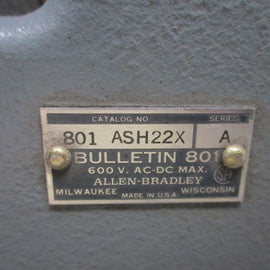 CATALOG NO SERIES
801 ASH22X A
BULLETIN 801
600 V. AC-DC MAX.
ALLEN-BRADLEY
MILWAUKEE WISCONSIN
MADE IN U.S.A.